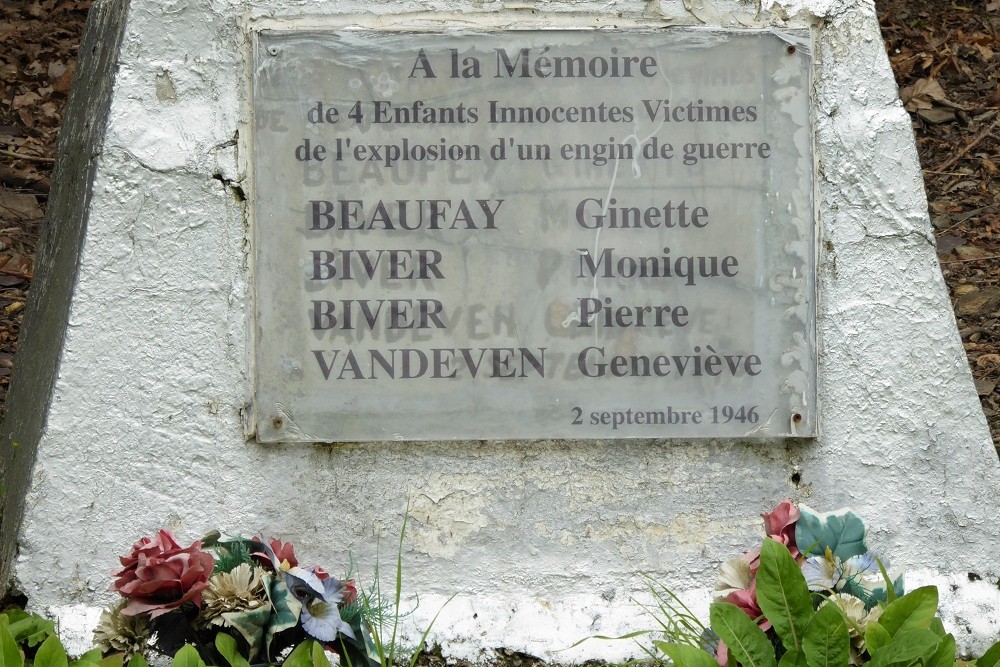 A la Mémoire
de 4 Enfants Innocentes Victimes
de l'explosion d'un engin de guerre
BEAUFAY Ginette
BIVER Monique
BIVER Pierre
VANDEVEN Geneviève
2 septembre 1946